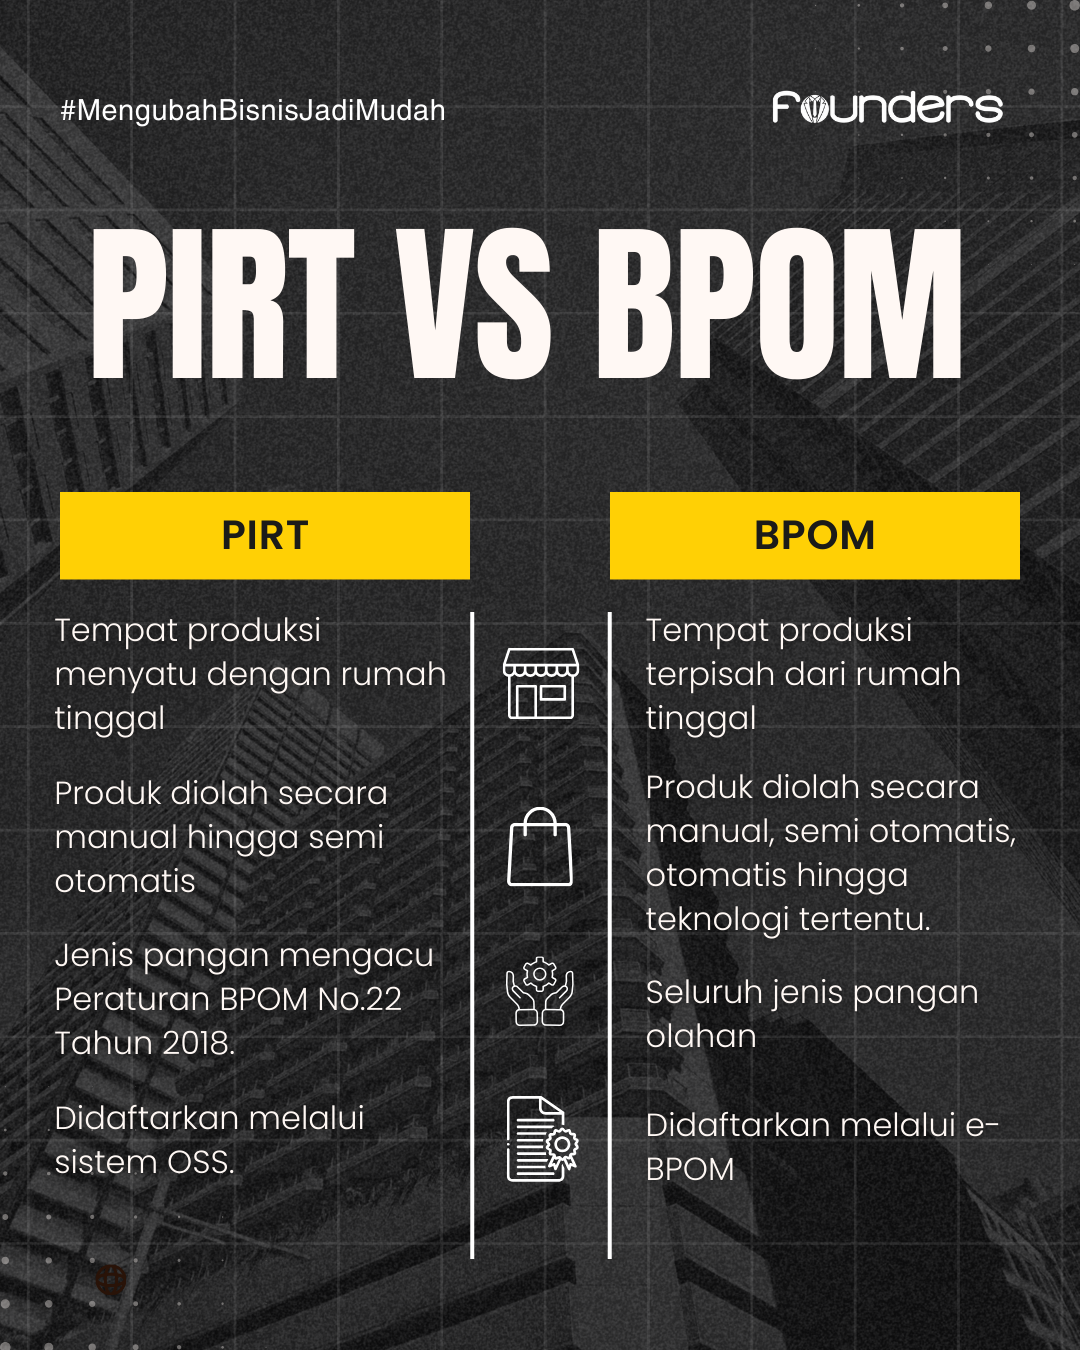 #MengubahBisnisJadiMudah
founders
PIRT VS BPOM
PIRT
Tempat produksi
menyatu dengan rumah
tinggal
Produk diolah secara
manual hingga semi
otomatis
Jenis pangan mengacu
Peraturan BPOM No.22
Tahun 2018.
Didaftarkan melalui
sistem OSS.
BPOM
Tempat produksi
terpisah dari rumah
tinggal
Produk diolah secara
manual, semi otomatis,
otomatis hingga
teknologi tertentu.
Seluruh jenis pangan
olahan
Didaftarkan melalui e-
BPOM